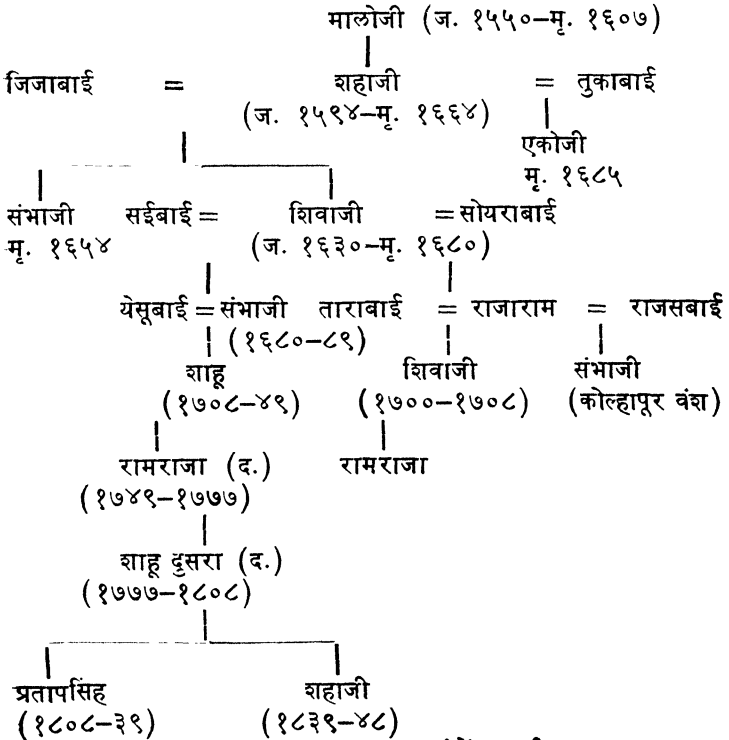 मालोजी (ज. १५५०–मृ. १६०७)
जिजाबाई = शहाजी = तुकाबाई
(ज. १५९४–मृ. १६६४)
एकोजी
मृ. १६८५
संभाजी सईबाई = शिवाजी = सोयराबाई
मृ. १६५४ (ज. १६३०–मृ. १६८०)
येसूबाई = संभाजी ताराबाई = राजाराम = राजसबाई
(१६८०–८९)
शाहू शिवाजी संभाजी
(१७०८–४९) (१७००–१७०८) (कोल्हापूर वंश)
रामराजा (द.) रामराजा
(१७४९–१७७७)
शाहू दुसरा (द.)
(१७७७–१८०८)
प्रतापसिंह शहाजी
(१८०८–३९) (१८३९–४८)